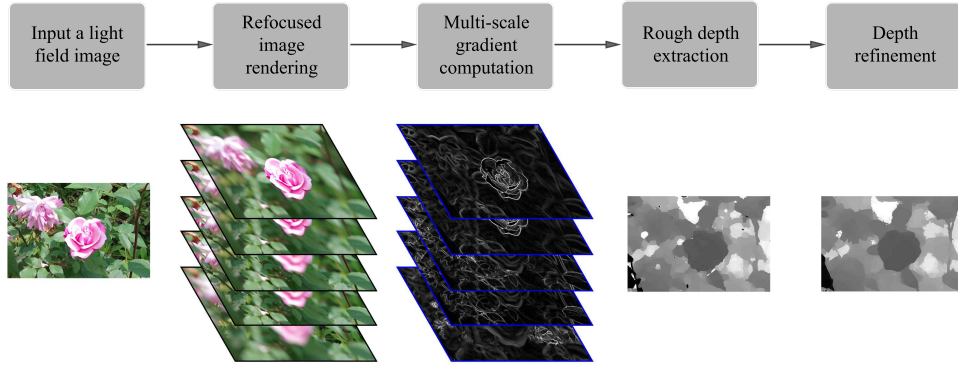 Input a light
field image
Refocused
image
rendering
Multi-scale
gradient
computation
Rough depth
extraction
Depth
refinement